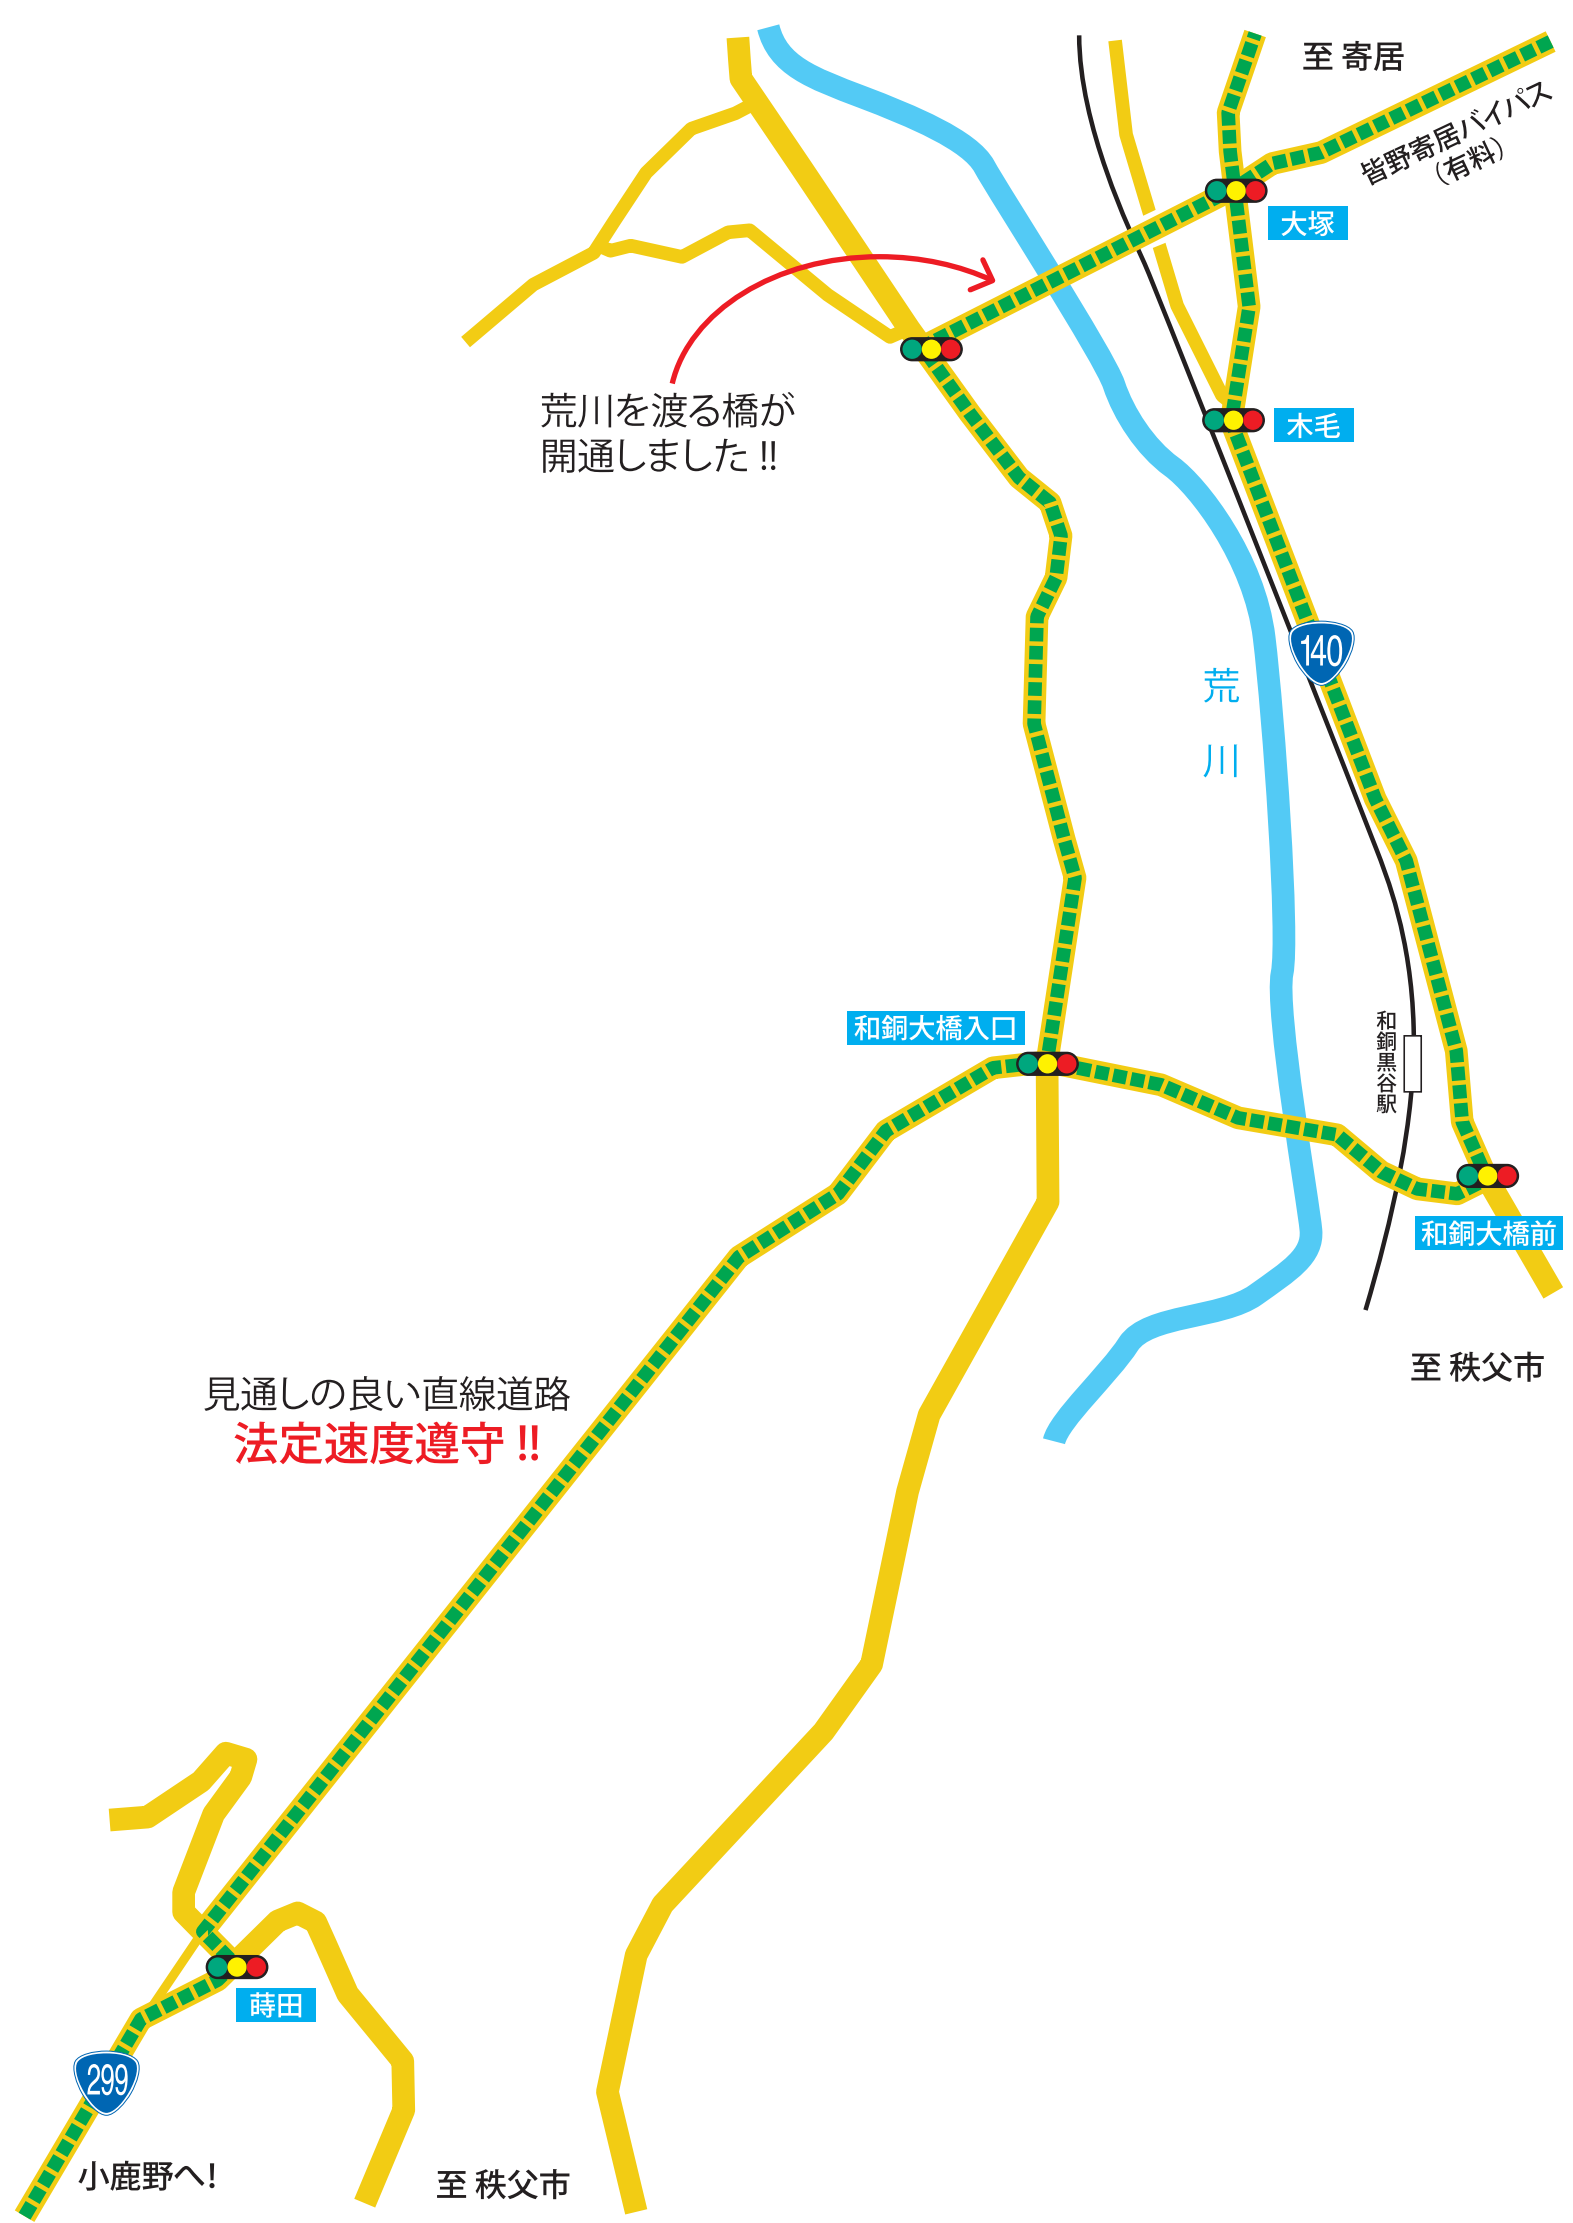 至 寄居
皆野寄居バイパス
（有料）
大塚
荒川を渡る橋が
開通しました !!
木毛
140
荒川
和銅大橋入口
和銅黒谷駅
和銅大橋前
至 秩父市
見通しの良い直線道路
法定速度遵守 !!
蒔田
299
小鹿野へ!
至 秩父市